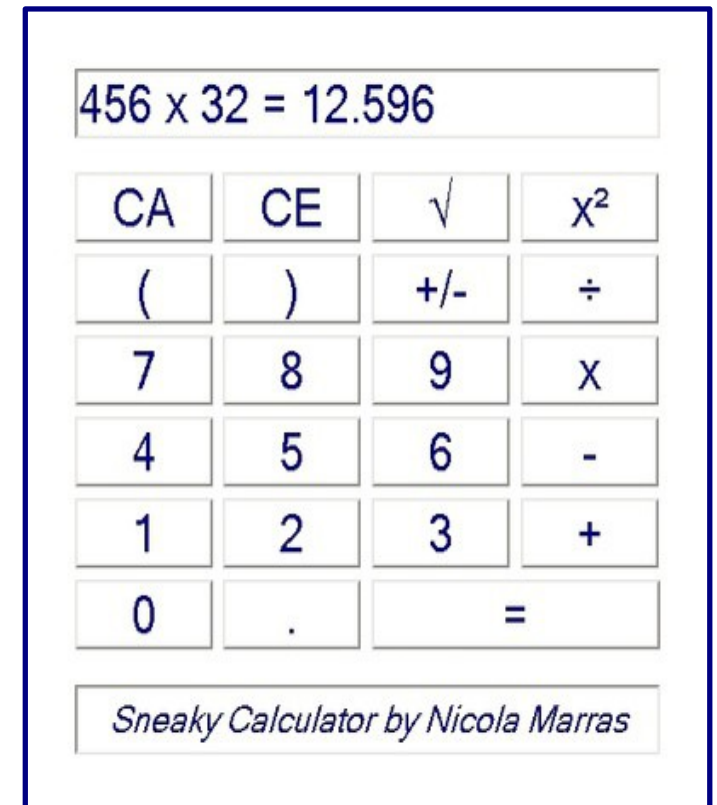 456 x 32 = 12.596
CA CE √ x²
( ) +/- ÷
7 8 9 x
4 5 6 -
1 2 3 +
0 . =
Sneaky Calculator by Nicola Marras